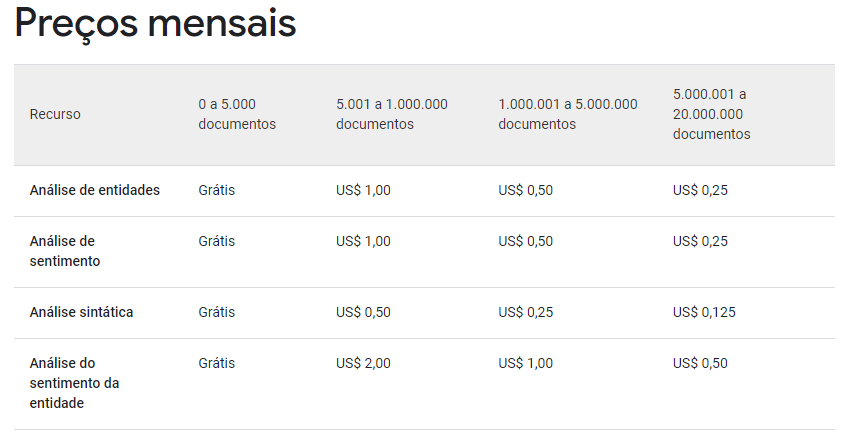 Preços mensais
Recurso
0 a 5.000
documentos
5.001 a 1.000.000
documentos
1.000.001 a 5.000.000
documentos
5.000.001 a
20.000.000
documentos
Análise de entidades
Grátis
US$ 1,00
US$ 0,50
US$ 0,25
Análise de
sentimento
Grátis
US$ 1,00
US$ 0,50
US$ 0,25
Análise sintática
Grátis
US$ 0,50
US$ 0,25
US$ 0,125
Análise do
sentimento da
entidade
Grátis
US$ 2,00
US$ 1,00
US$ 0,50